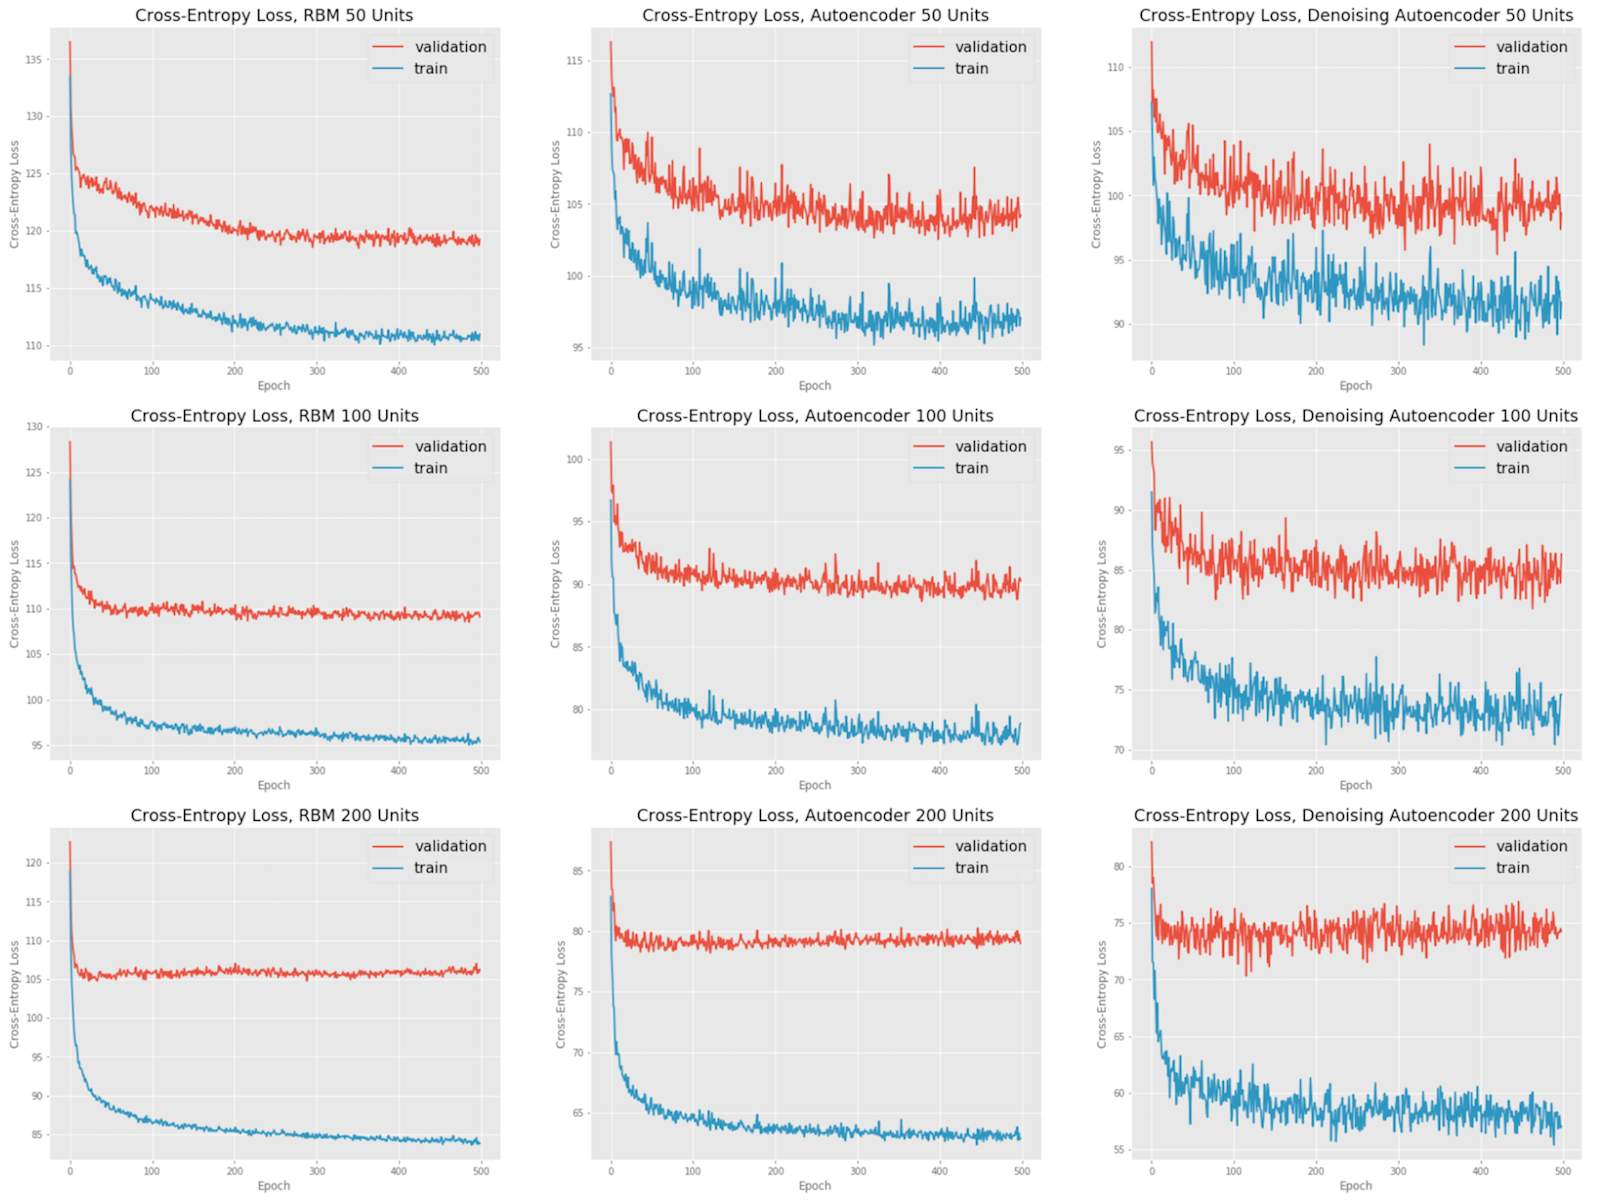 Cross-Entropy Loss, RBM 50 Units
validation
train
135
130
125
120
115
110
Cross-Entropy Loss
0 100 200 300 400 500
Epoch
Cross-Entropy Loss, Autoencoder 50 Units
validation
train
115
110
105
100
95
Cross-Entropy Loss
0 100 200 300 400 500
Epoch
Cross-Entropy Loss, Denoising Autoencoder 50 Units
validation
train
110
105
100
95
90
Cross-Entropy Loss
0 100 200 300 400 500
Epoch
Cross-Entropy Loss, RBM 100 Units
validation
train
130
125
120
115
110
105
100
95
Cross-Entropy Loss
0 100 200 300 400 500
Epoch
Cross-Entropy Loss, Autoencoder 100 Units
validation
train
100
95
90
85
80
Cross-Entropy Loss
0 100 200 300 400 500
Epoch
Cross-Entropy Loss, Denoising Autoencoder 100 Units
validation
train
95
90
85
80
75
70
Cross-Entropy Loss
0 100 200 300 400 500
Epoch
Cross-Entropy Loss, RBM 200 Units
validation
train
120
115
110
105
100
95
90
85
Cross-Entropy Loss
0 100 200 300 400 500
Epoch
Cross-Entropy Loss, Autoencoder 200 Units
validation
train
85
80
75
70
65
Cross-Entropy Loss
0 100 200 300 400 500
Epoch
Cross-Entropy Loss, Denoising Autoencoder 200 Units
validation
train
80
75
70
65
60
55
Cross-Entropy Loss
0 100 200 300 400 500
Epoch